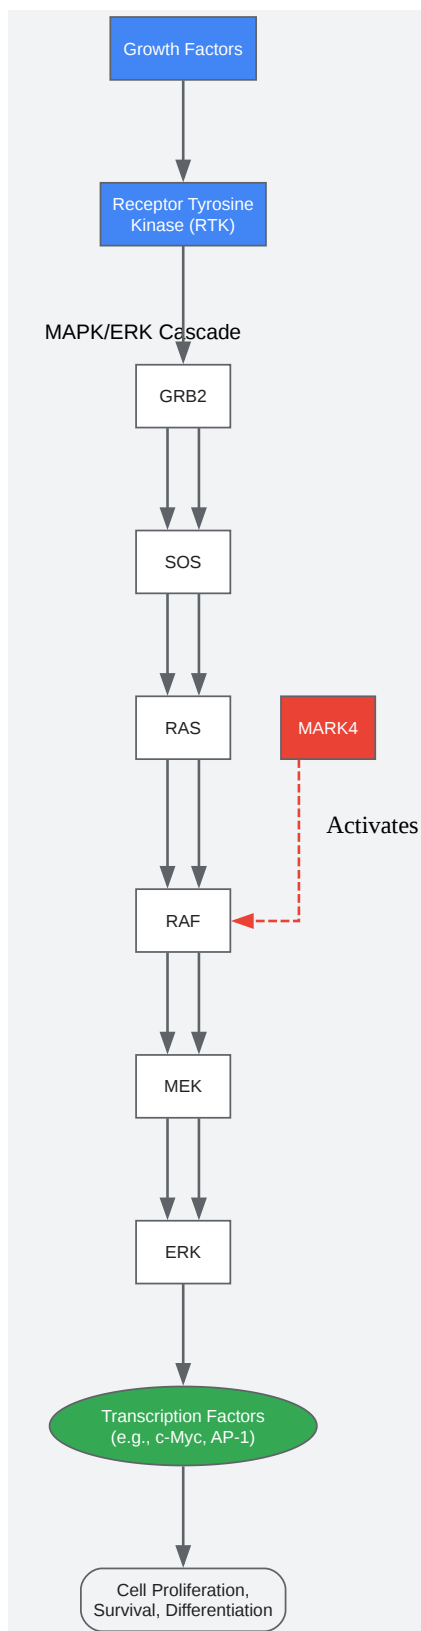 Growth Factors
Receptor Tyrosine
Kinase (RTK)
MAPK/ERK Cascade
GRB2
SOS
RAS
MARK4
Activates
RAF
MEK
ERK
Transcription Factors
(e.g., c-Myc, AP-1)
Cell Proliferation,
Survival, Differentiation